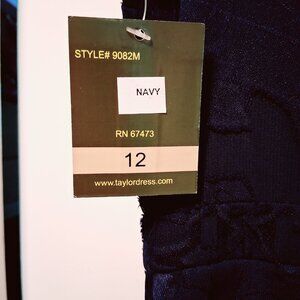 STYLE# 9082M
NAVY
RN 67473
12
www.taylordress.com